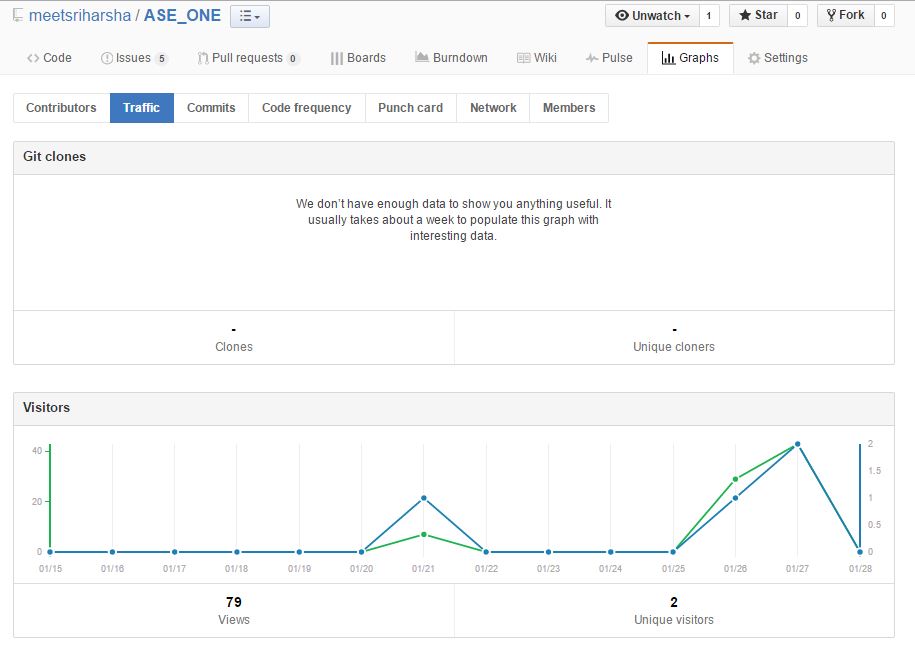 meetsriharsha / ASE_ONE Unwatch 1 Star 0 Fork 0
Code Issues 5 Pull requests 0 Boards Burndown Wiki Pulse Graphs Settings
Contributors Traffic Commits Code frequency Punch card Network Members
Git clones
We don't have enough data to show you anything useful. It
usually takes about a week to populate this graph with
interesting data.
- -
Clones Unique cloners
Visitors
40 2
1.5
20 1
0.5
0 0
01/15 01/16 01/17 01/18 01/19 01/20 01/21 01/22 01/23 01/24 01/25 01/26 01/27 01/28
79 2
Views Unique visitors